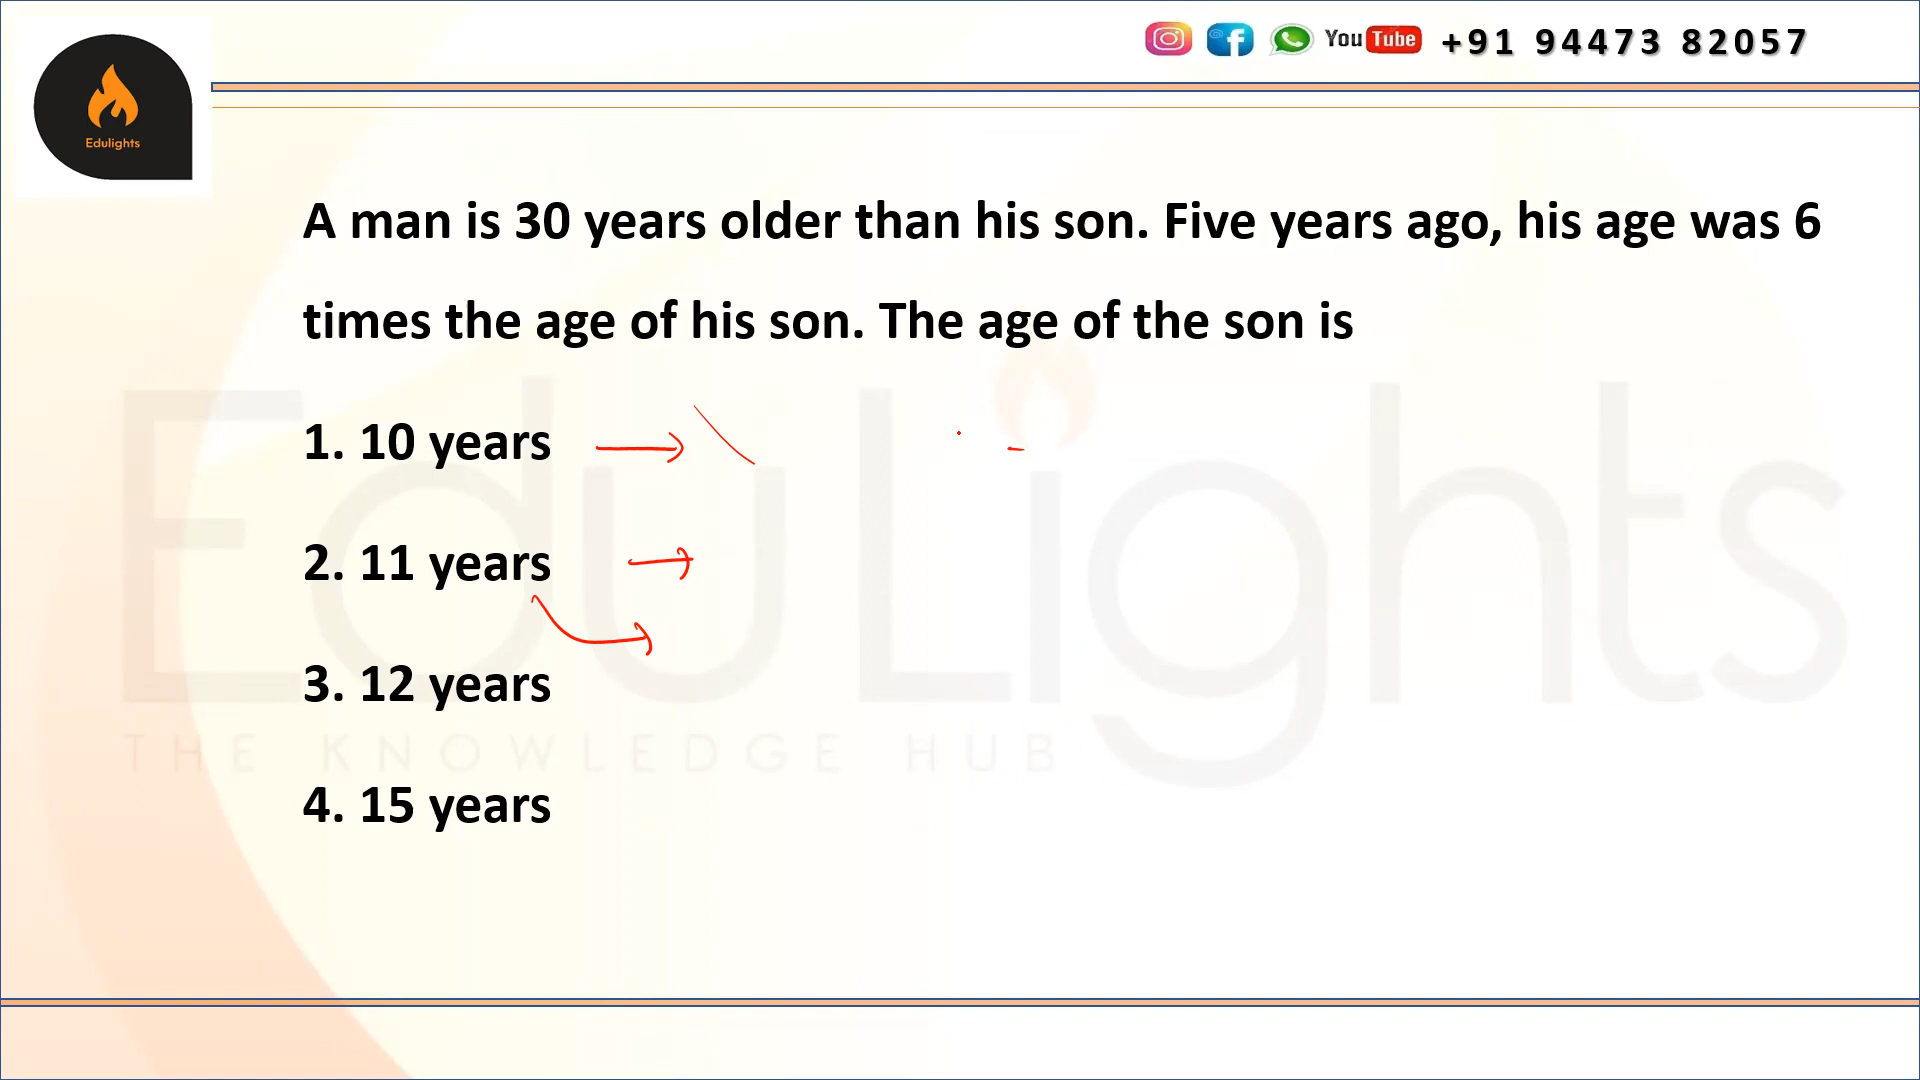 You Tube +91 94473 82057
Edulights
A man is 30 years older than his son. Five years ago, his age was 6
times the age of his son. The age of the son is
1. 10 years
2. 11 years
3. 12 years
4. 15 years
EduLights
THE KNOWLEDGE HUB